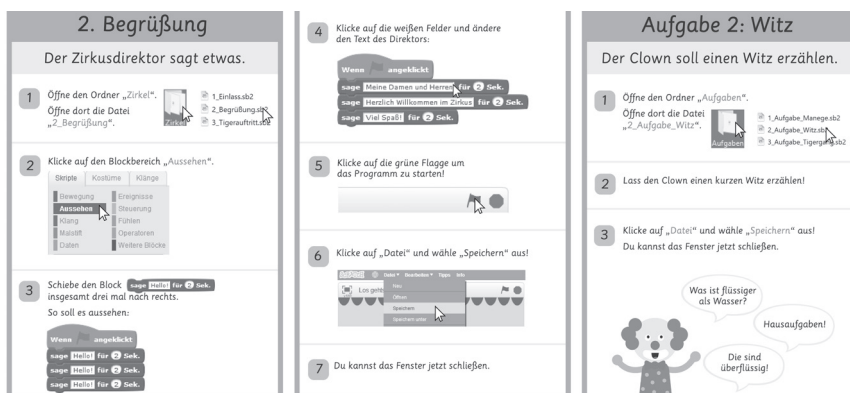 2. Begrüßung
Der Zirkusdirektor sagt etwas.
1
Öffne den Ordner „Zirkel“.
Öffne dort die Datei
„2_Begrüßung“.
Zirkel
1_Einlass.sb2
2_Begrüßung.sb2
3_Tigerauftritt.sb2
2
Klicke auf den Blockbereich „Aussehen“.
Skripte Kostüme Klänge
Bewegung Ereignisse
Aussehen Steuerung
Klang Fühlen
Malstift Operatoren
Daten Weitere Blöcke
3
Schiebe den Block sage Hello! für 2 Sek.
insgesamt drei mal nach rechts.
So soll es aussehen:
Wenn angeklickt
sage Hello! für 2 Sek.
sage Hello! für 2 Sek.
sage Hello! für 2 Sek.
4
Klicke auf die weißen Felder und ändere
den Text des Direktors:
Wenn angeklickt
sage Meine Damen und Herren für 2 Sek.
sage Herzlich Willkommen im Zirkus für 2 Sek.
sage Viel Spaß! für 2 Sek.
5
Klicke auf die grüne Flagge um
das Programm zu starten!
6
Klicke auf „Datei“ und wähle „Speichern“ aus!
Datei Bearbeiten Tipps Info
Los geht
Neu
Öffnen
Speichern
Speichern unter
7
Du kannst das Fenster jetzt schließen.
Aufgabe 2: Witz
Der Clown soll einen Witz erzählen.
1
Öffne den Ordner „Aufgaben“.
Öffne dort die Datei
„2_Aufgabe_Witz“.
Aufgaben
1_Aufgabe_Manege.sb2
2_Aufgabe_Witz.sb2
3_Aufgabe_Tigergang.sb2
2
Lass den Clown einen kurzen Witz erzählen!
3
Klicke auf „Datei“ und wähle „Speichern“ aus!
Du kannst das Fenster jetzt schließen.
Was ist flüssiger
als Wasser?
Hausaufgaben!
Die sind
überflüssig!